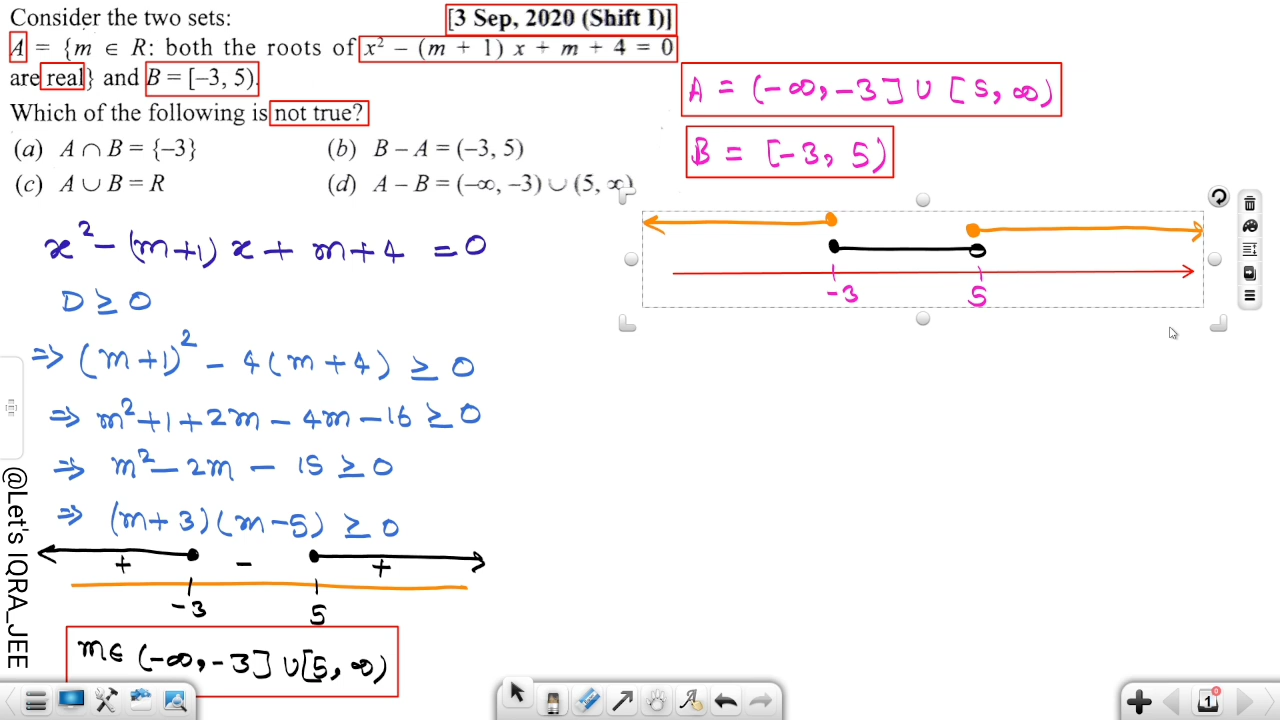 Consider the two sets:
[3 Sep, 2020 (Shift I)]
A = {m ∈ R: both the roots of x² − (m + 1) x + m + 4 = 0
are real} and B = [−3, 5).
Which of the following is not true?
(a) A ∩ B = {−3}
(b) B − A = (−3, 5)
(c) A ∪ B = R
(d) A − B = (−∞, −3) ∪ (5, ∞)
A = (-∞, -3] ∪ [5, ∞)
B = [-3, 5)
-3 5
x² - (m+1) x + m+4 = 0
D ≥ 0
⇒ (m+1)² - 4(m+4) ≥ 0
⇒ m²+1+2m - 4m -16 ≥ 0
⇒ m² - 2m - 15 ≥ 0
⇒ (m+3)(m-5) ≥ 0
+ - +
-3 5
m∈ (-∞, -3] ∪ [5, ∞)
@Let's IQRA_JEE
1